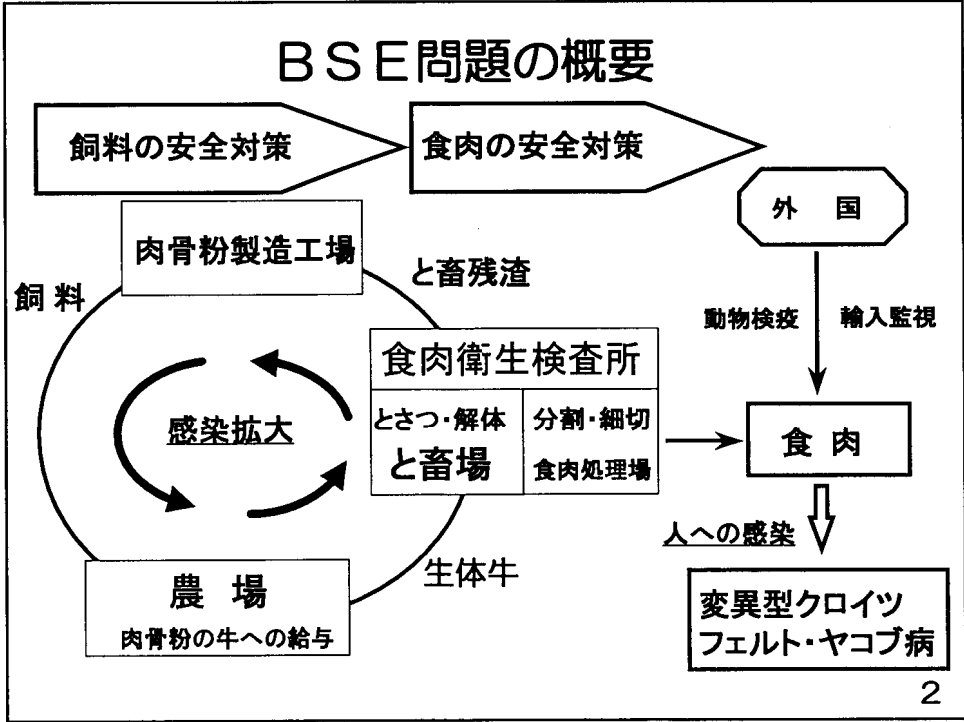 BSE問題の概要
飼料の安全対策
食肉の安全対策
外 国
肉骨粉製造工場
と畜残渣
飼料
動物検疫
輸入監視
食肉衛生検査所
とさつ・解体
と畜場
分割・細切
食肉処理場
感染拡大
食 肉
人への感染
生体牛
農 場
肉骨粉の牛への給与
変異型クロイツ
フェルト・ヤコブ病
2